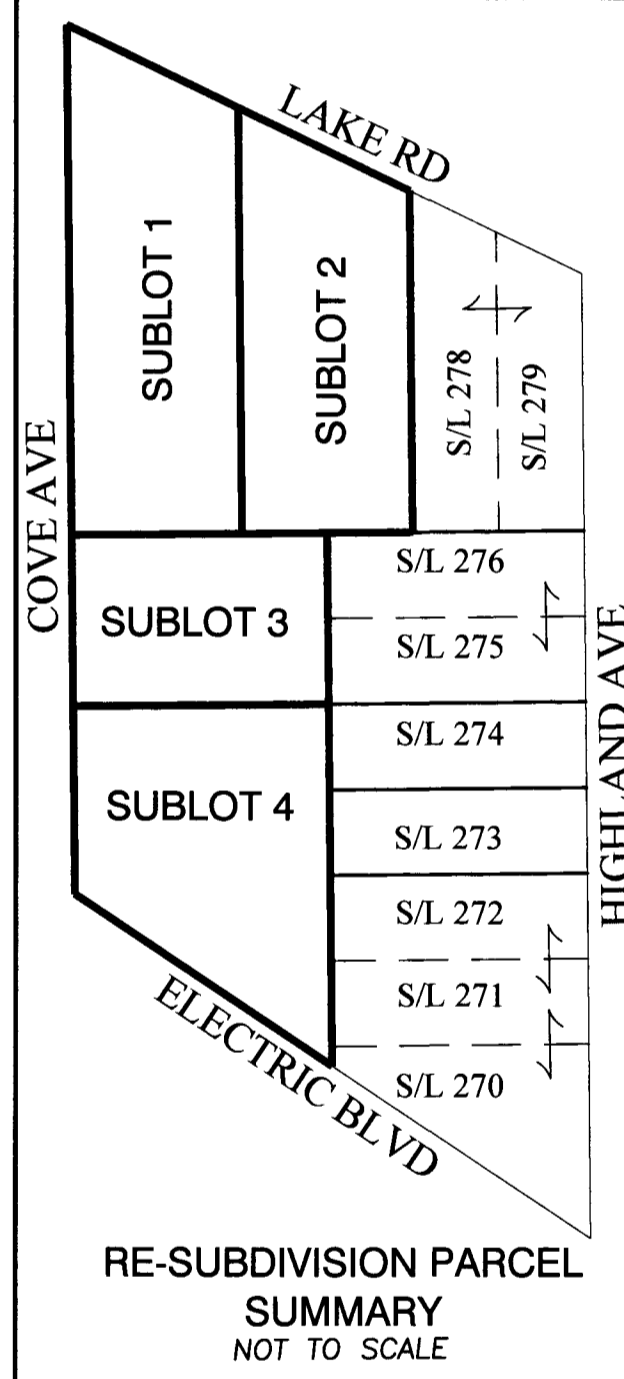 LAKE RD
SUBLOT 1
SUBLOT 2
S/L 278
S/L 279
COVE AVE
S/L 276
SUBLOT 3
S/L 275
HIGHLAND AVE
S/L 274
SUBLOT 4
S/L 273
S/L 272
S/L 271
ELECTRIC BLVD
S/L 270
RE-SUBDIVISION PARCEL
SUMMARY
NOT TO SCALE